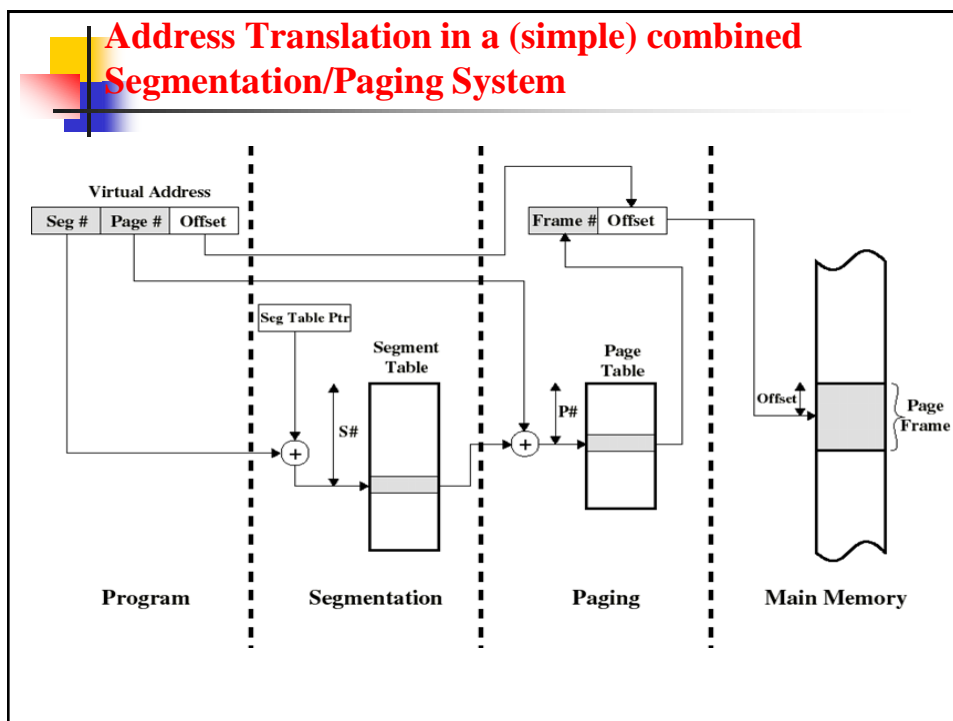 Address Translation in a (simple) combined
Segmentation/Paging System
Virtual Address
Seg # Page # Offset
Frame # Offset
Seg Table Ptr
Segment
Table
Page
Table
S#
P#
+
+
Offset
Page
Frame
Program
Segmentation
Paging
Main Memory